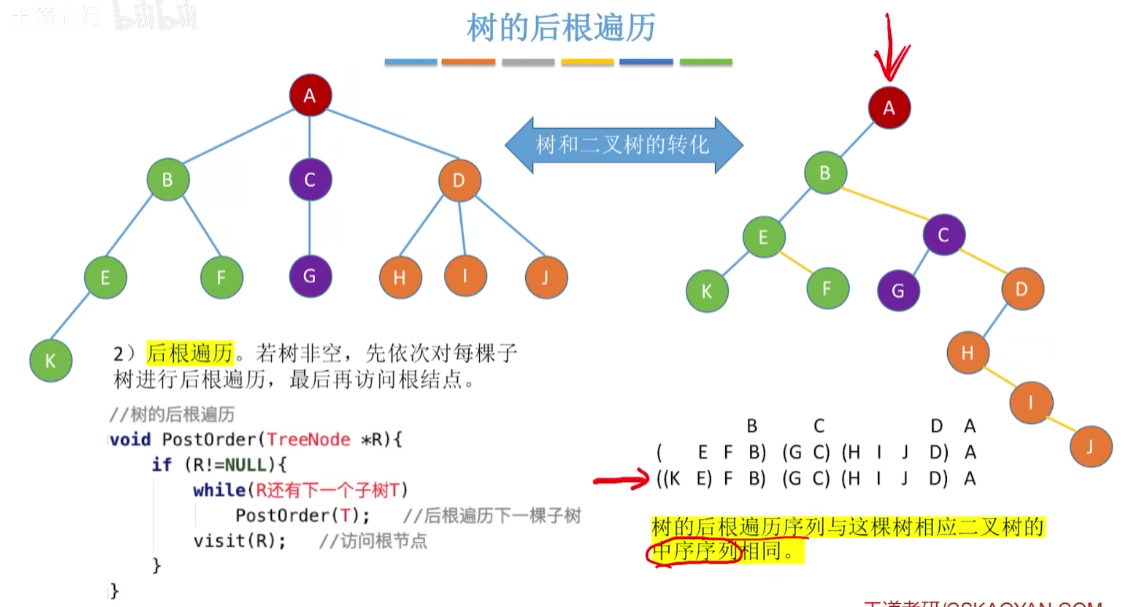 bilibili
树的后根遍历
A
B
C
D
E
F
G
H
I
J
K
树和二叉树的转化
A
B
E
C
K
F
G
D
H
I
J
2）后根遍历。若树非空，先依次对每棵子
树进行后根遍历，最后再访问根结点。
//树的后根遍历
void PostOrder(TreeNode *R){
if (R!=NULL){
while(R还有下一个子树T)
PostOrder(T); //后根遍历下一棵子树
visit(R); //访问根节点
}
}
B C D A
( E F B) (G C) (H I J D) A
((K E) F B) (G C) (H I J D) A
树的后根遍历序列与这棵树相应二叉树的
中序序列相同。
王道考研/CSKAOYAN.COM